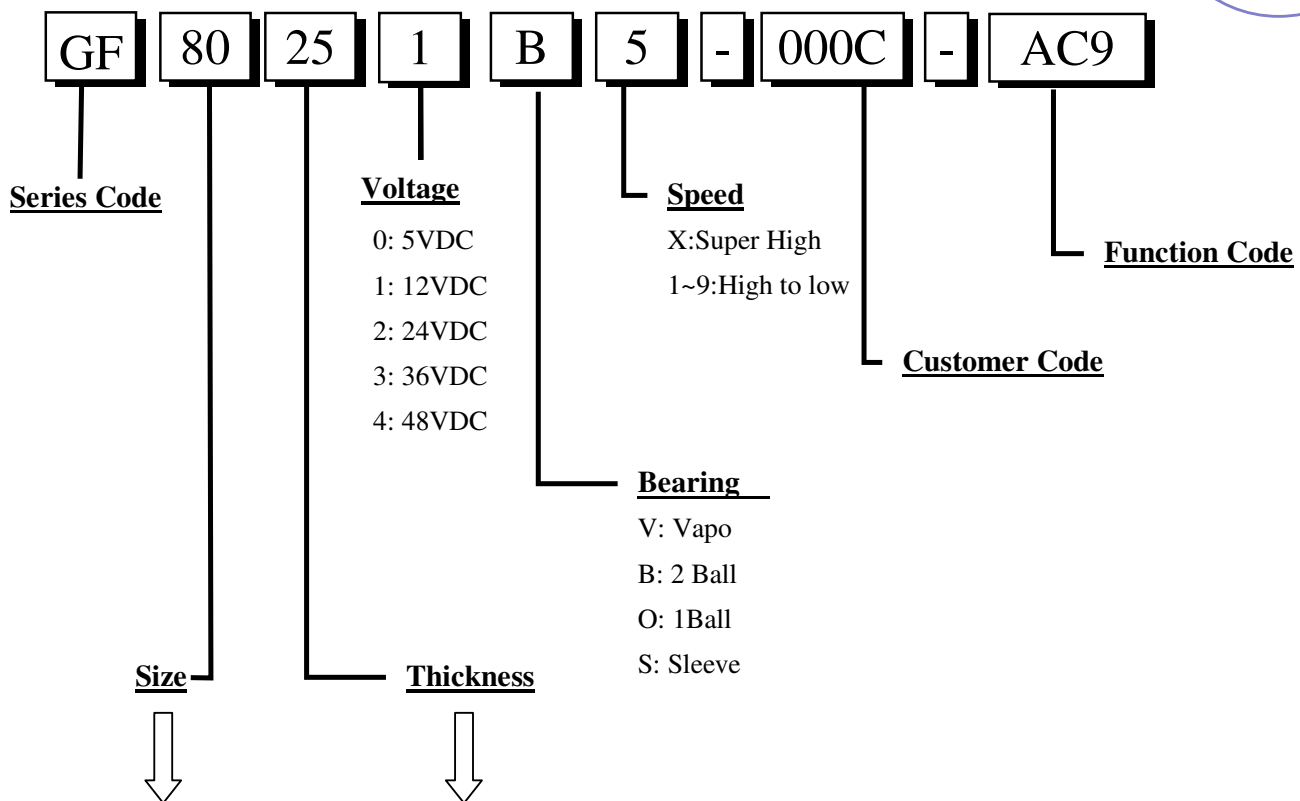 GF 80 25 1 B 5 - 000C - AC9
Series Code
Voltage
0: 5VDC
1: 12VDC
2: 24VDC
3: 36VDC
4: 48VDC
Speed
X:Super High
1~9:High to low
Function Code
Customer Code
Bearing
V: Vapo
B: 2 Ball
O: 1Ball
S: Sleeve
Size
Thickness